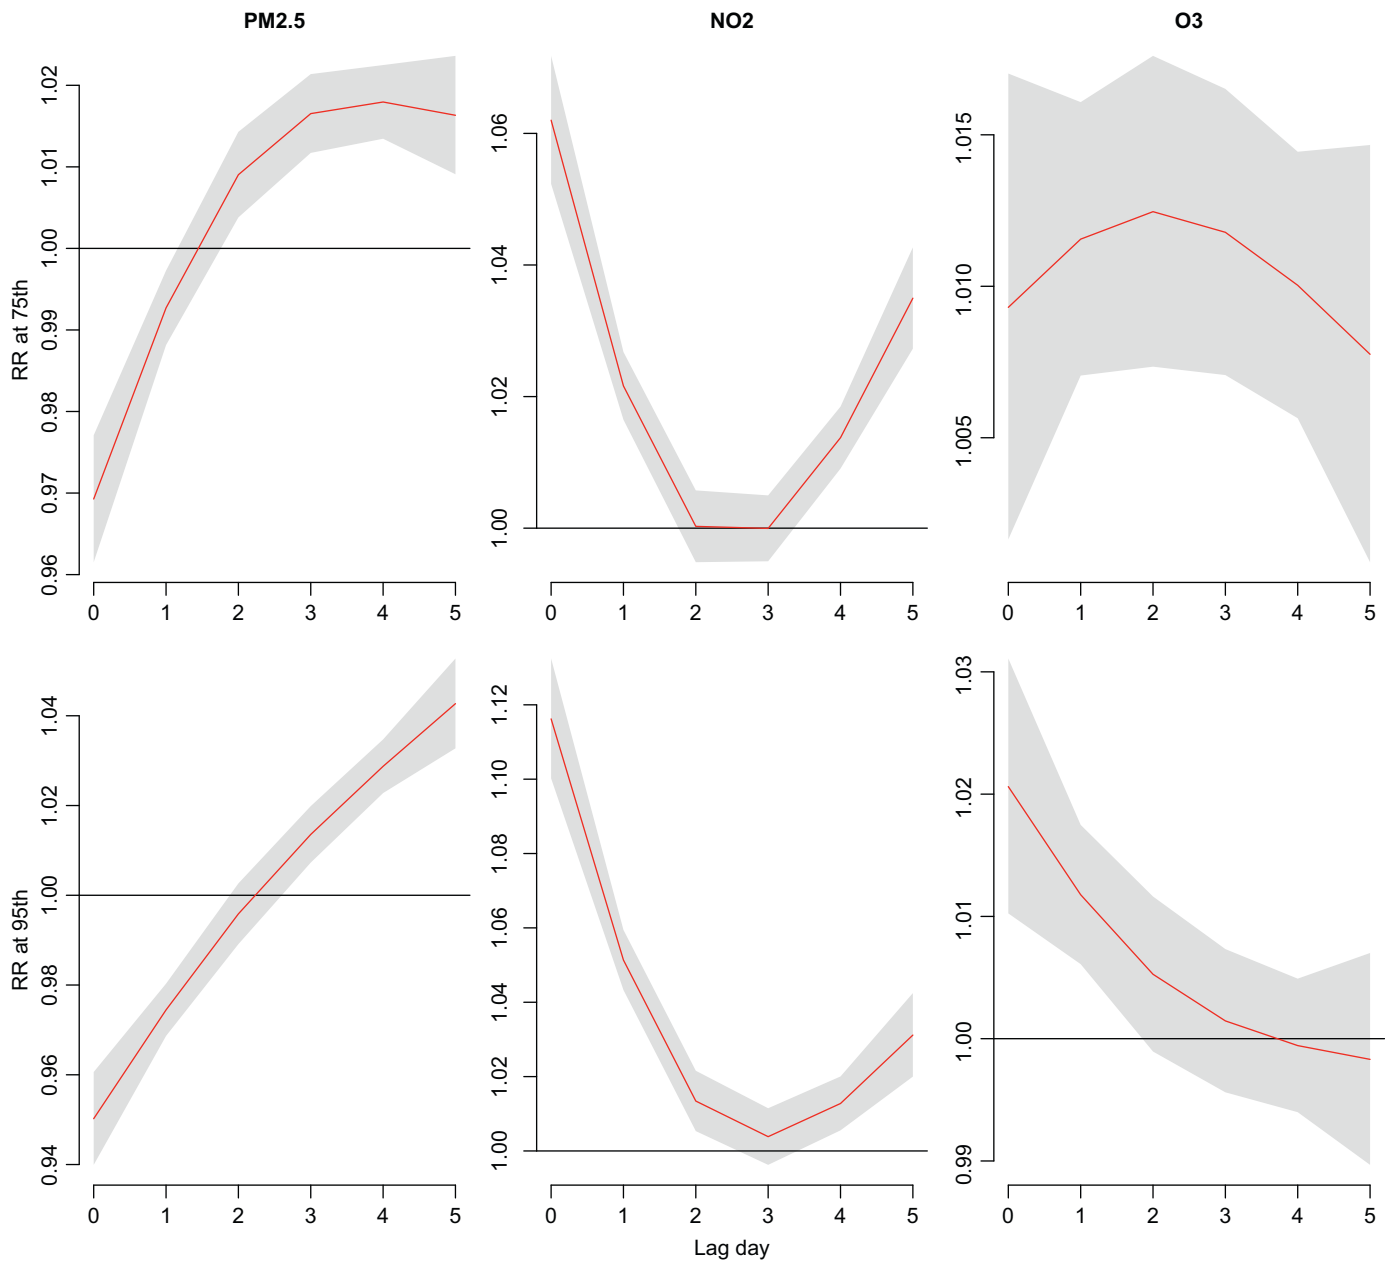 PM2.5 NO2 O3
RR at 75th
0.96 0.97 0.98 0.99 1.00 1.01 1.02
1.00 1.02 1.04 1.06
1.005 1.010 1.015
0 1 2 3 4 5 0 1 2 3 4 5 0 1 2 3 4 5
RR at 95th
0.94 0.96 0.98 1.00 1.02 1.04
1.00 1.02 1.04 1.06 1.08 1.10 1.12
0.99 1.00 1.01 1.02 1.03
0 1 2 3 4 5 0 1 2 3 4 5 0 1 2 3 4 5
Lag day